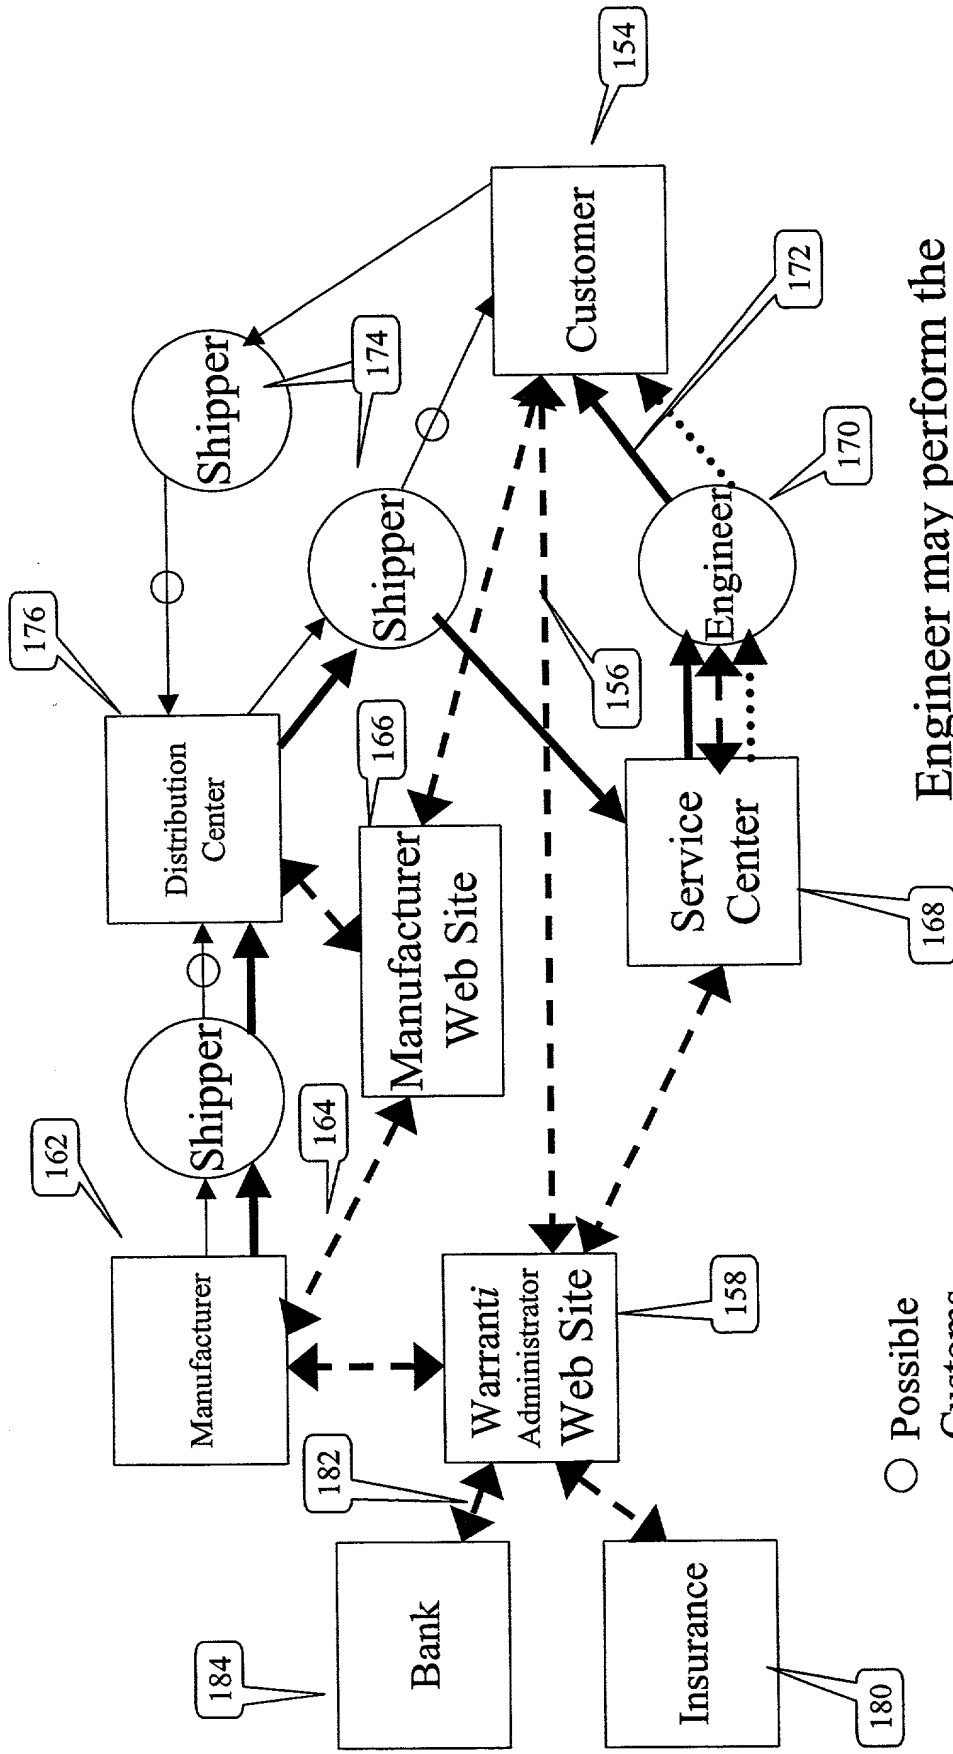 184
Bank
182
Insurance
180
162
Manufacturer
164
Warranti
Administrator
Web Site
158
Shipper
176
Distribution
Center
166
Manufacturer
Web Site
Service
Center
168
Shipper
174
Shipper
156
Engineer
170
172
Customer
154
Possible
Customs
Engineer may perform the